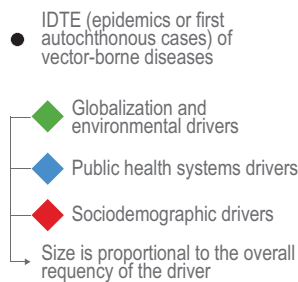 IDTE (epidemics or first
autochthonous cases) of
vector-borne diseases
Globalization and
environmental drivers
Public health systems drivers
Sociodemographic drivers
Size is proportional to the overall
requency of the driver